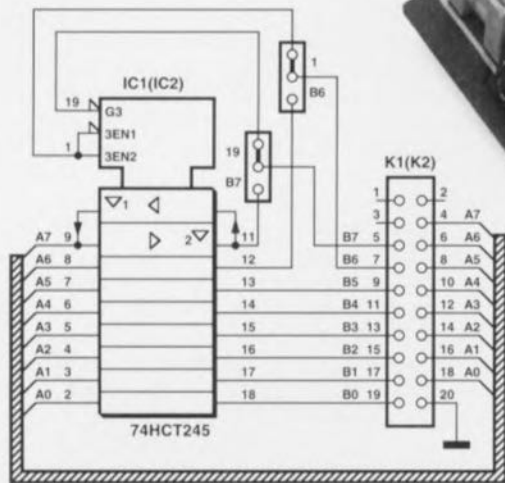 1
B6
IC1(IC2)
19
G3
3EN1
1
3EN2
19
B7
K1(K2)
1 2
3 4 A7
1
2
A7 9 11 B7 5 6 A6
A6 8 12 B6 7 8 A5
A5 7 13 B5 9 10 A4
A4 6 14 B4 11 12 A3
A3 5 15 B3 13 14 A2
A2 4 16 B2 15 16 A1
A1 3 17 B1 17 18 A0
A0 2 18 B0 19 20
74HCT245